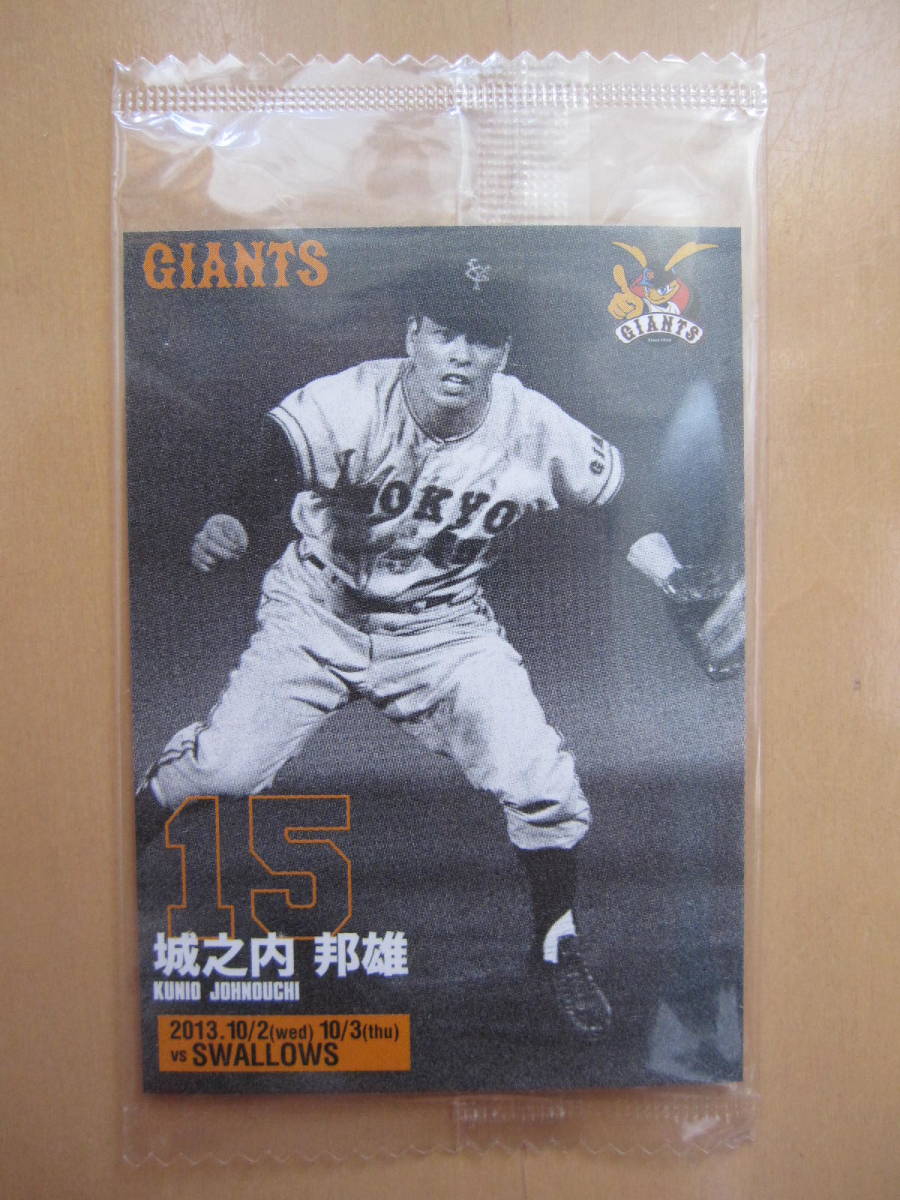 GIANTS
GIANTS
GIA
TOKYO
15
城之内 邦雄
KUNIO JOHNOUCHI
2013.10/2(wed) 10/3(thu)
vs SWALLOWS